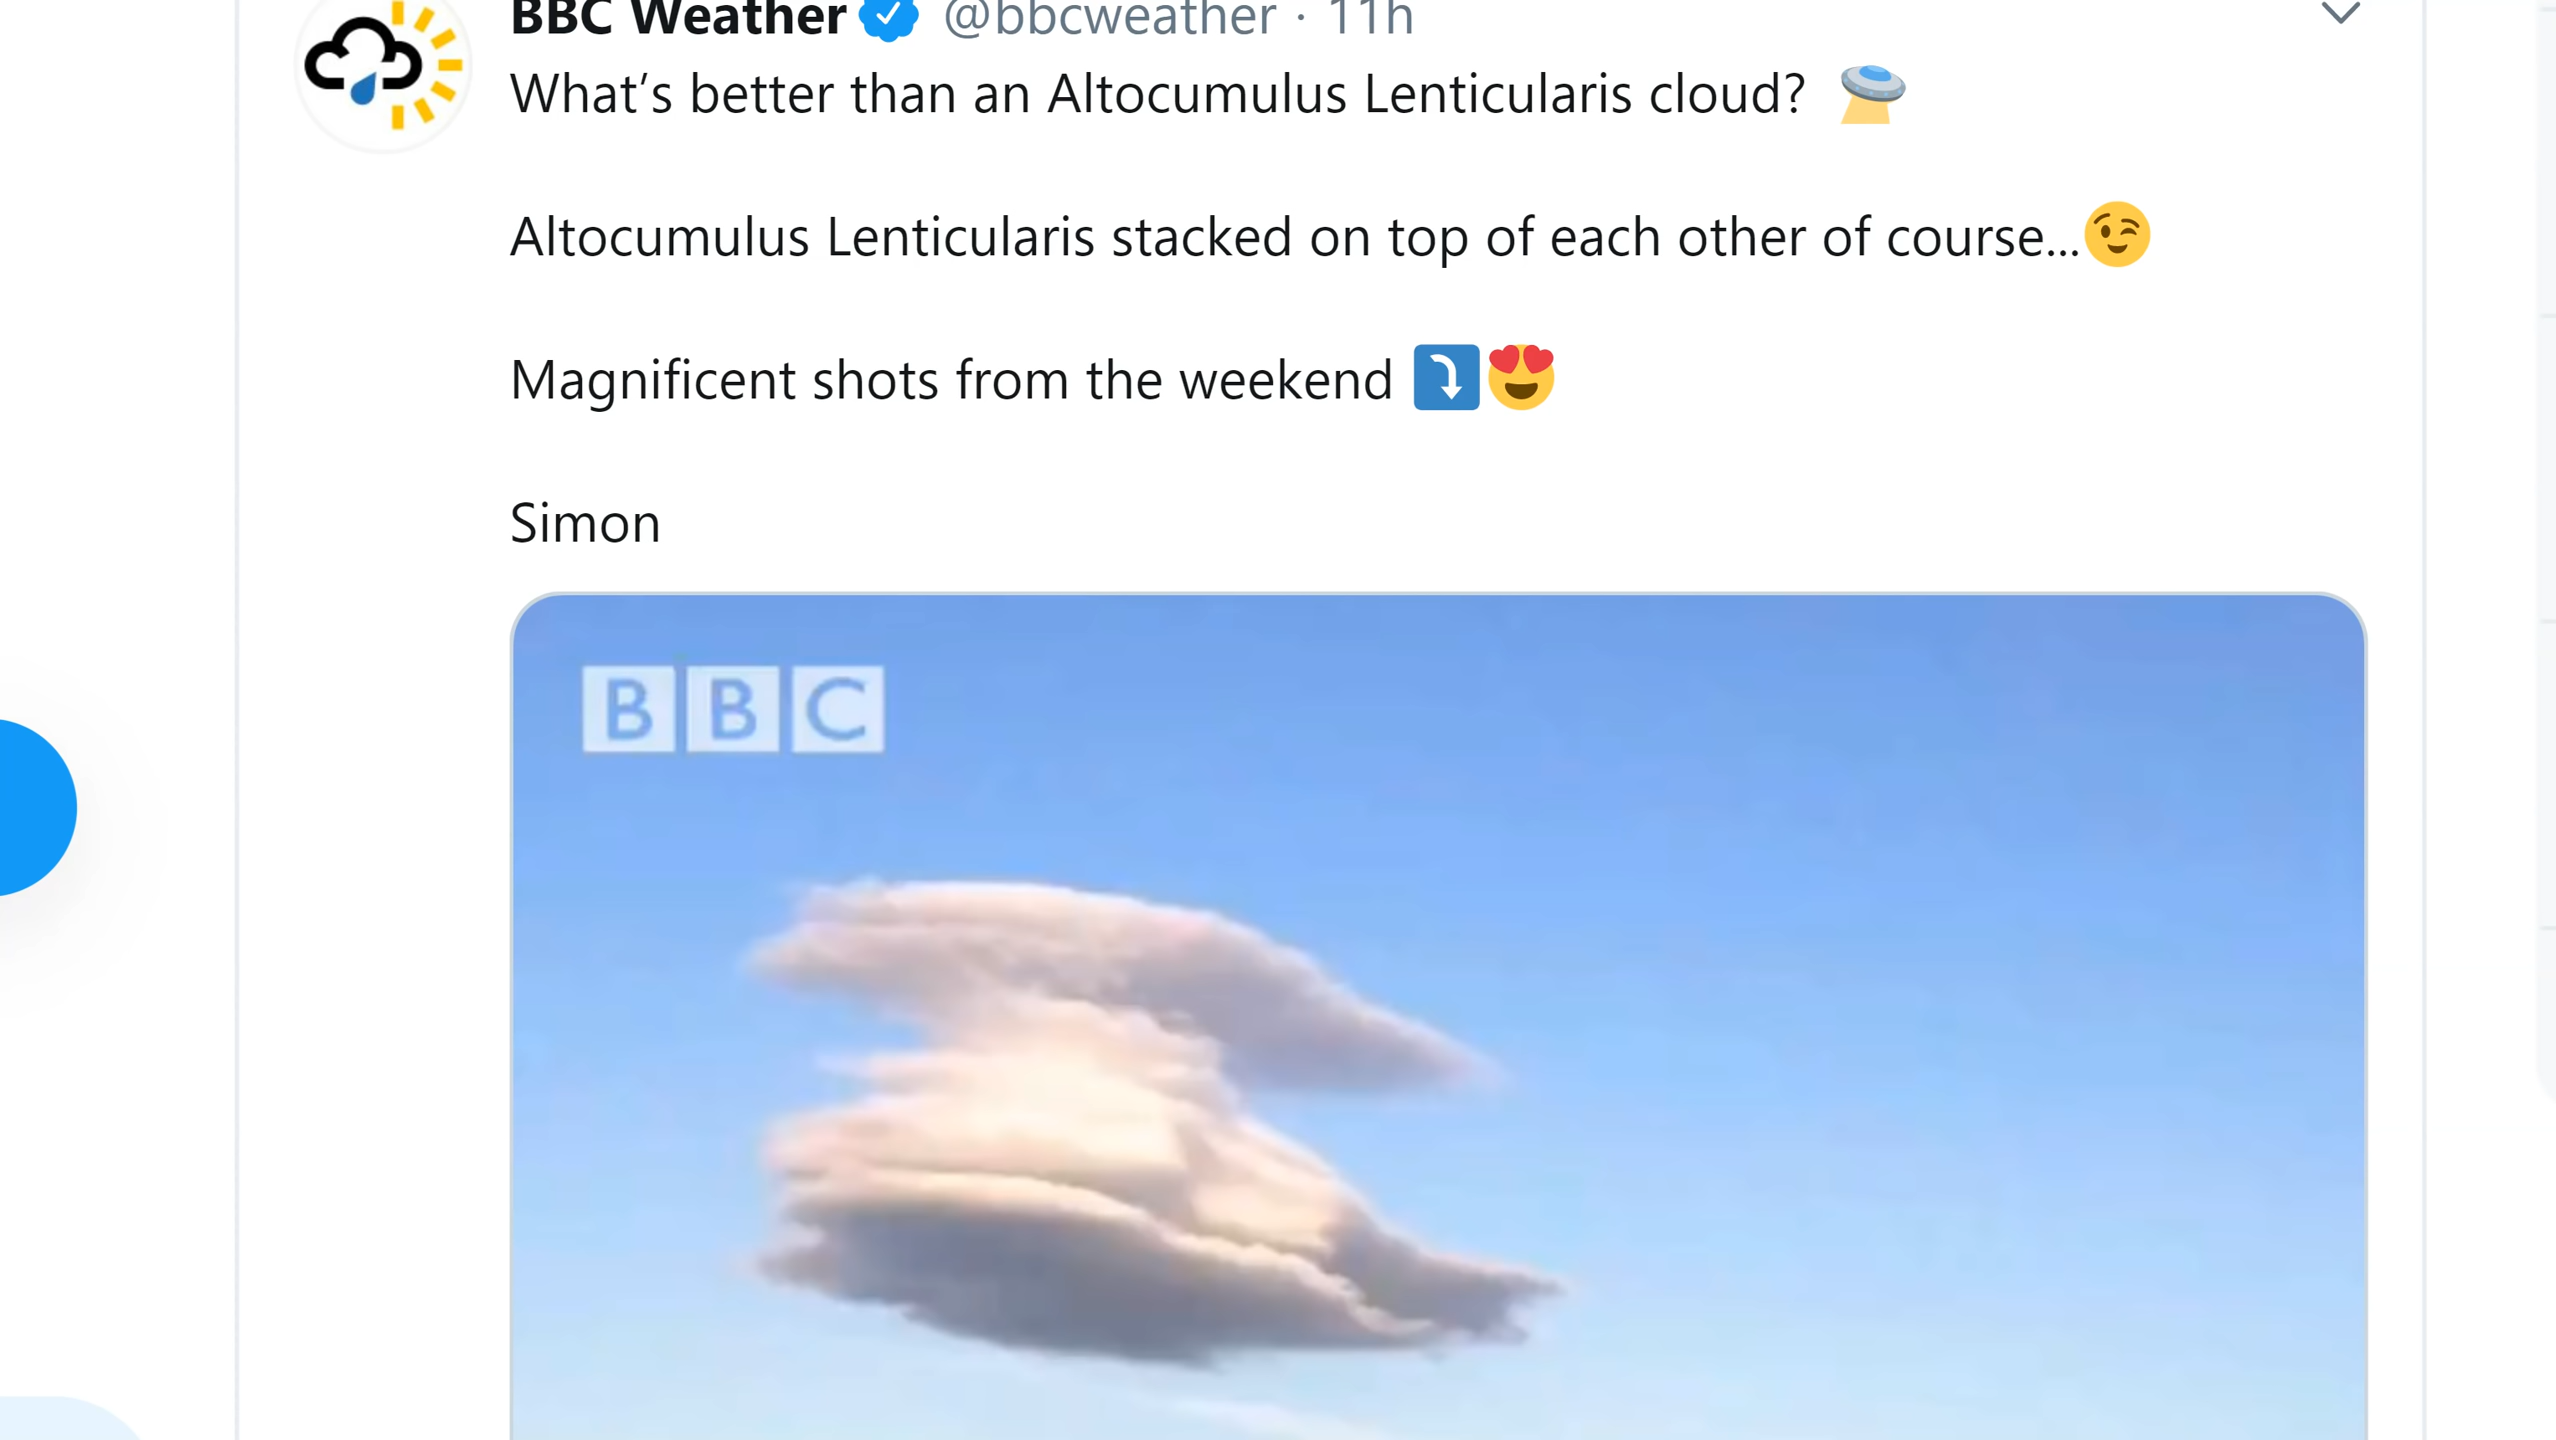 BBC Weather @bbcweather · 11h
What’s better than an Altocumulus Lenticularis cloud? 🛸
Altocumulus Lenticularis stacked on top of each other of course...😉
Magnificent shots from the weekend ⤵️😍
Simon
BBC